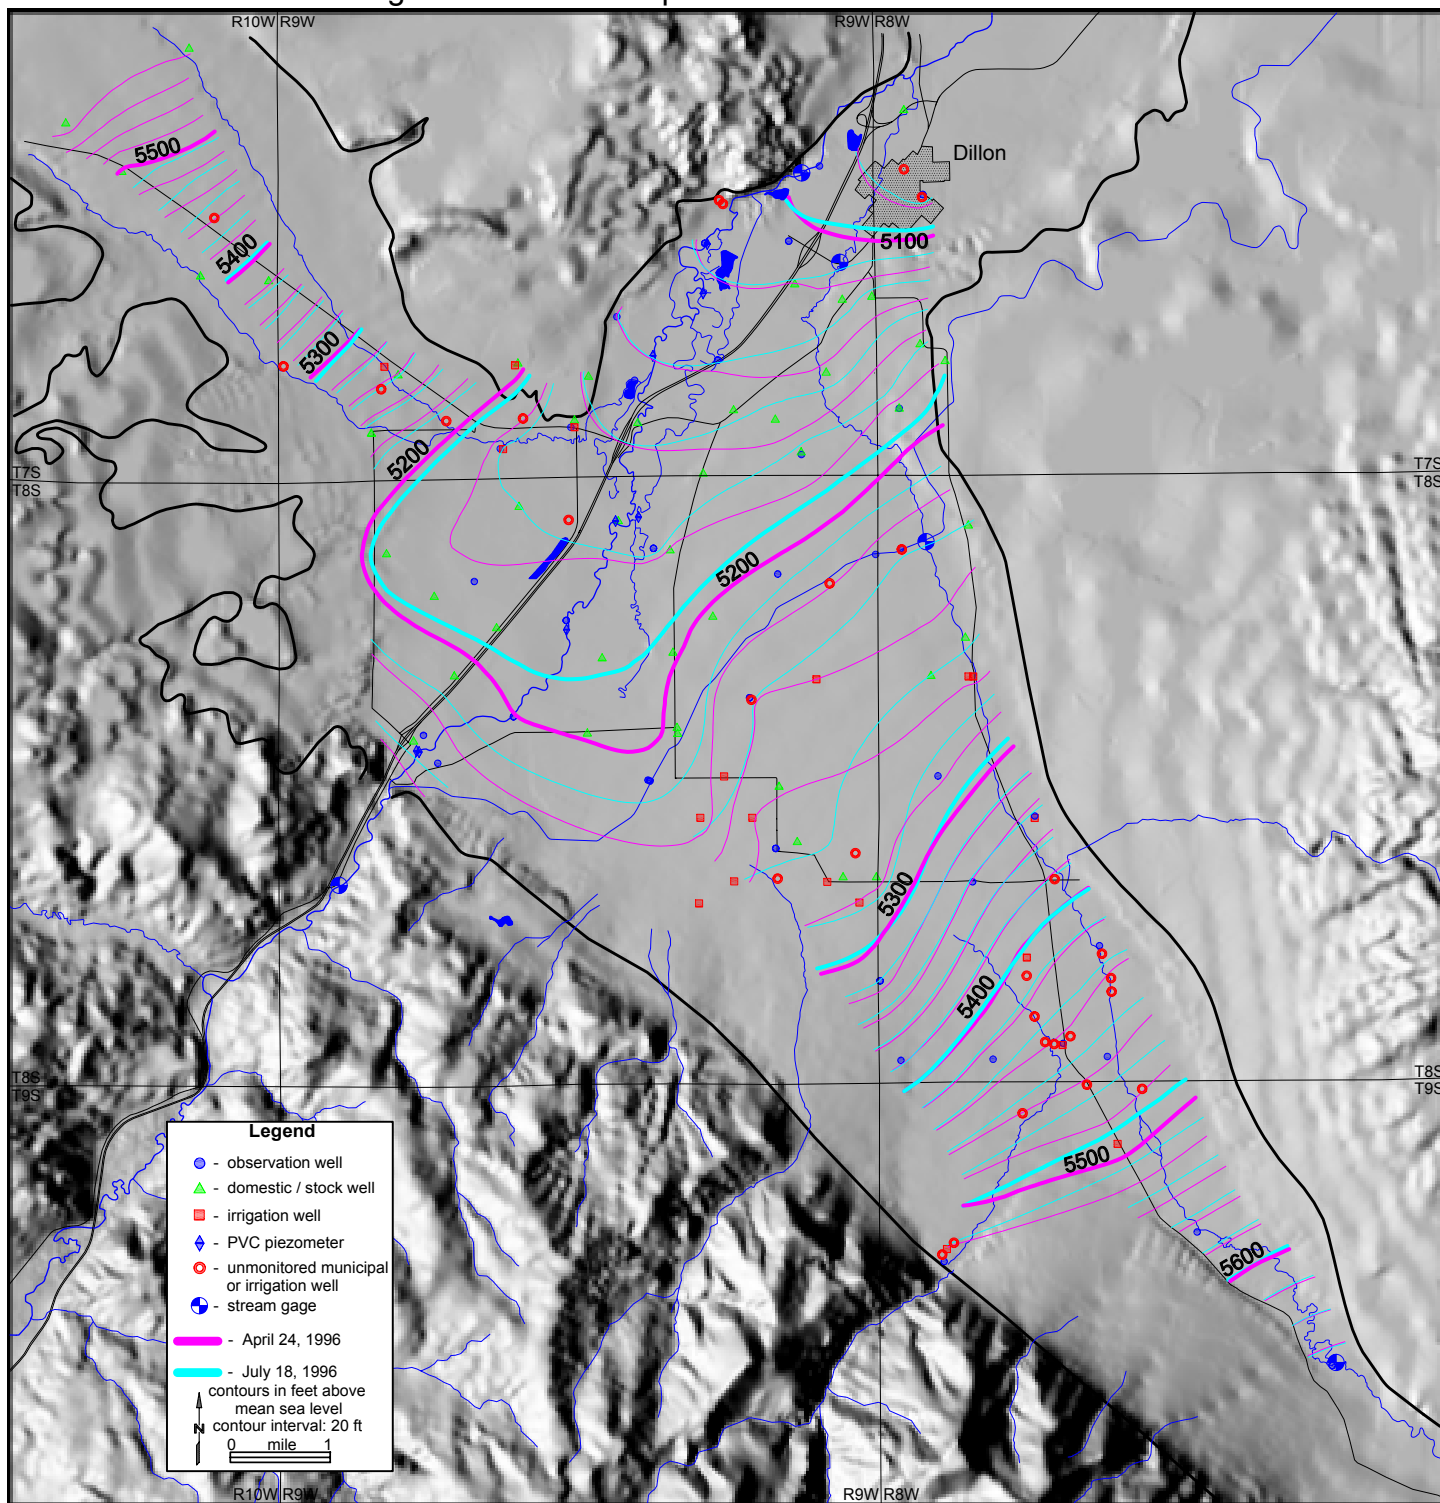 R10W R9W
R9W R8W
Dillon
5500
5400
5100
5300
5200
T7S
T8S
T7S
T8S
5200
5300
5400
T8S
T9S
T8S
T9S
5500
5600
Legend
- observation well
- domestic / stock well
- irrigation well
- PVC piezometer
- unmonitored municipal
or irrigation well
- stream gage
- April 24, 1996
- July 18, 1996
contours in feet above
mean sea level
N
contour interval: 20 ft
0 mile 1
R10W R9W
R9W R8W